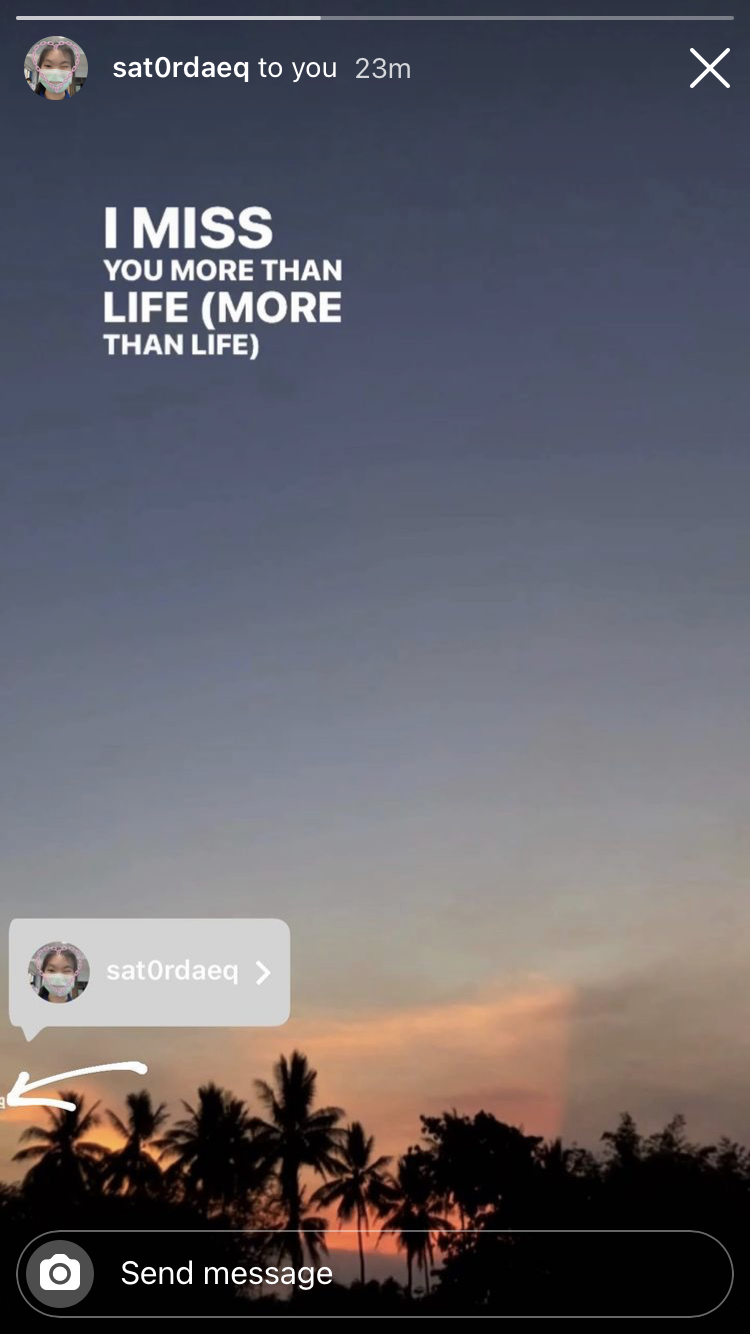 sat0rdaeq to you 23m
I MISS
YOU MORE THAN
LIFE (MORE
THAN LIFE)
sat0rdaeq
Send message